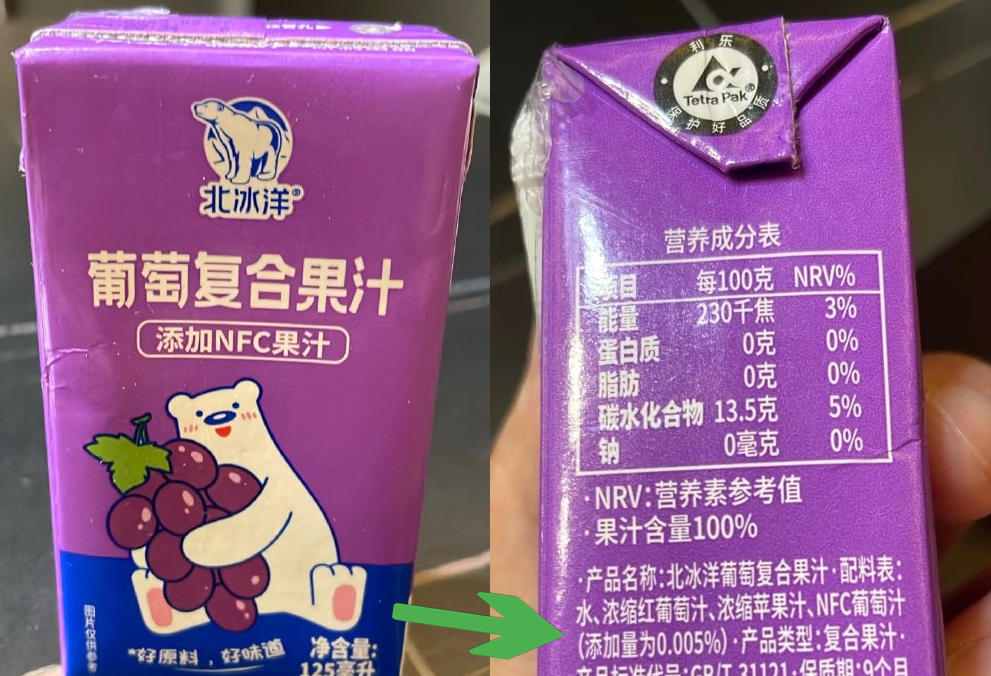 北冰洋®
葡萄复合果汁
添加NFC果汁
*好原料，好味道
净含量：
125毫升
图片仅供参考
利乐
Tetra Pak®
护好品质
营养成分表
项目 每100克 NRV%
能量 230千焦 3%
蛋白质 0克 0%
脂肪 0克 0%
碳水化合物 13.5克 5%
钠 0毫克 0%
·NRV：营养素参考值
·果汁含量100%
·产品名称：北冰洋葡萄复合果汁·配料表：
水、浓缩红葡萄汁、浓缩苹果汁、NFC葡萄汁
(添加量为0.005%)·产品类型：复合果汁·
产品标准代号：GB/T 31121·保质期：9个月